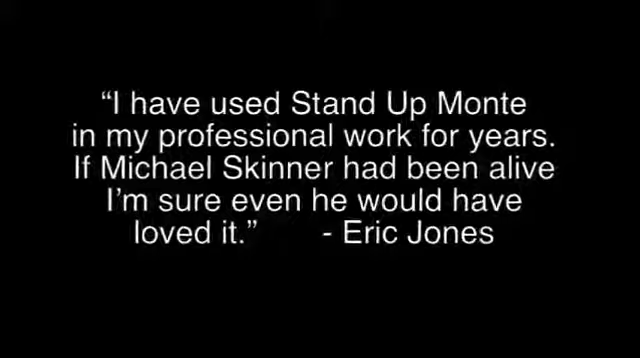 “I have used Stand Up Monte
in my professional work for years.
If Michael Skinner had been alive
I’m sure even he would have
loved it.” - Eric Jones